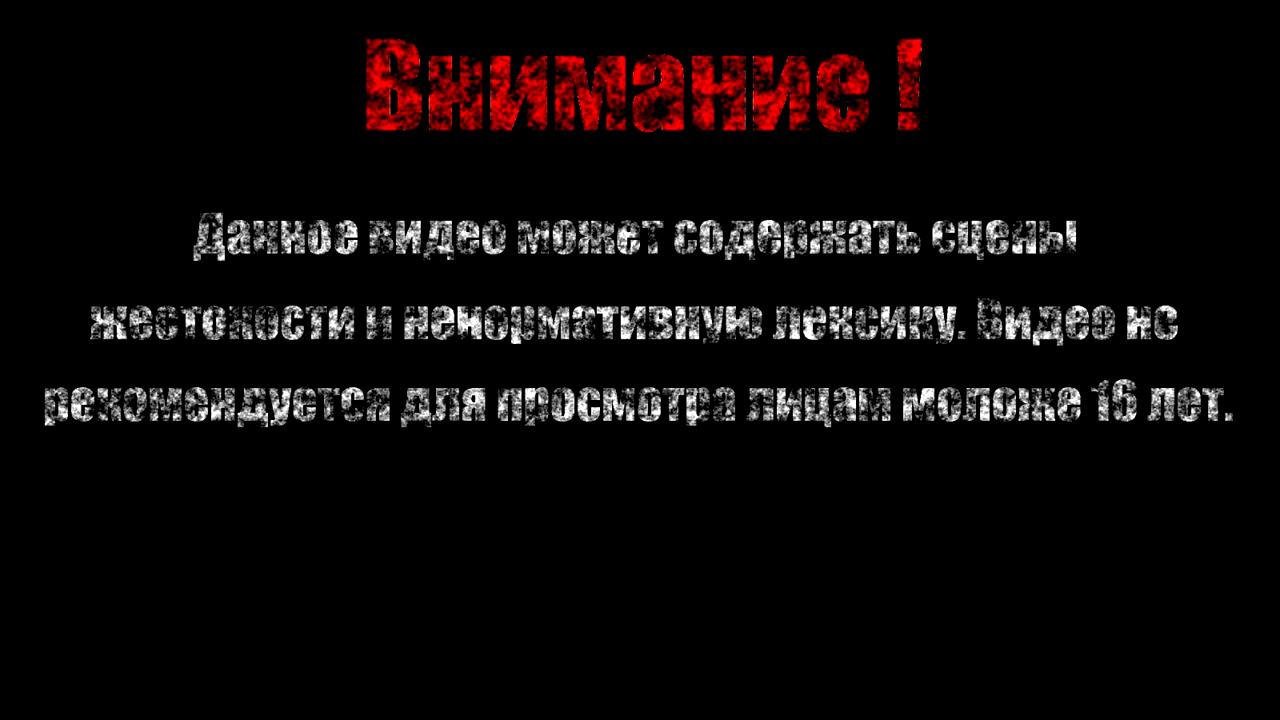 Внимание !
Данное видео может содержать сцены
жестокости и ненормативную лексику. Видео не
рекомендуется для просмотра лицам моложе 16 лет.